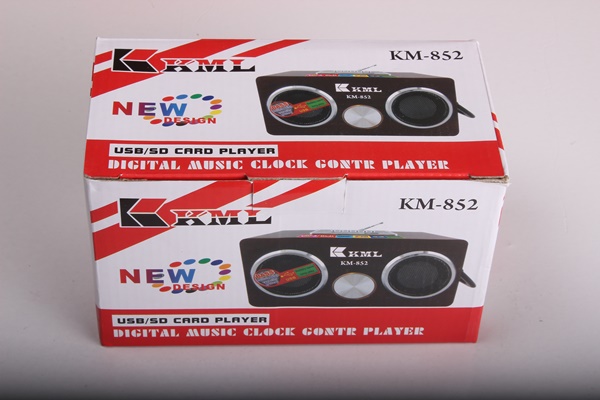 KML
KM-852
KML
KM-852
NEW
DESIGN
USB/SD CARD PLAYER
DIGITAL MUSIC CLOCK GONTR PLAYER
KML
KM-852
KML
KM-852
NEW
DESIGN
USB/SD CARD PLAYER
DIGITAL MUSIC CLOCK GONTR PLAYER